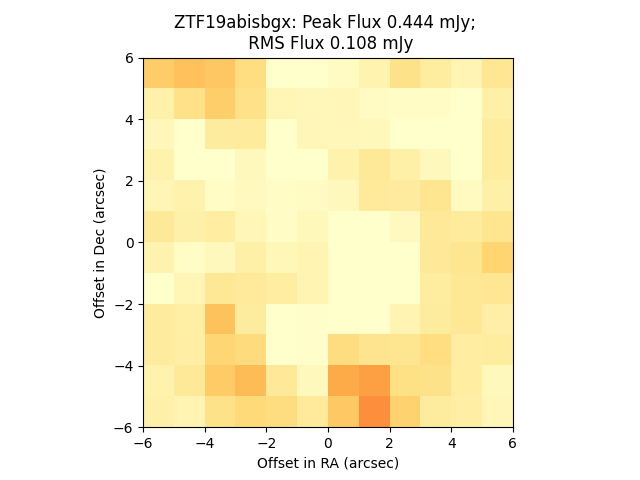 ZTF19abisbgx: Peak Flux 0.444 mJy;
RMS Flux 0.108 mJy
6
4
2
0
−2
−4
−6
Offset in Dec (arcsec)
−6 −4 −2 0 2 4 6
Offset in RA (arcsec)